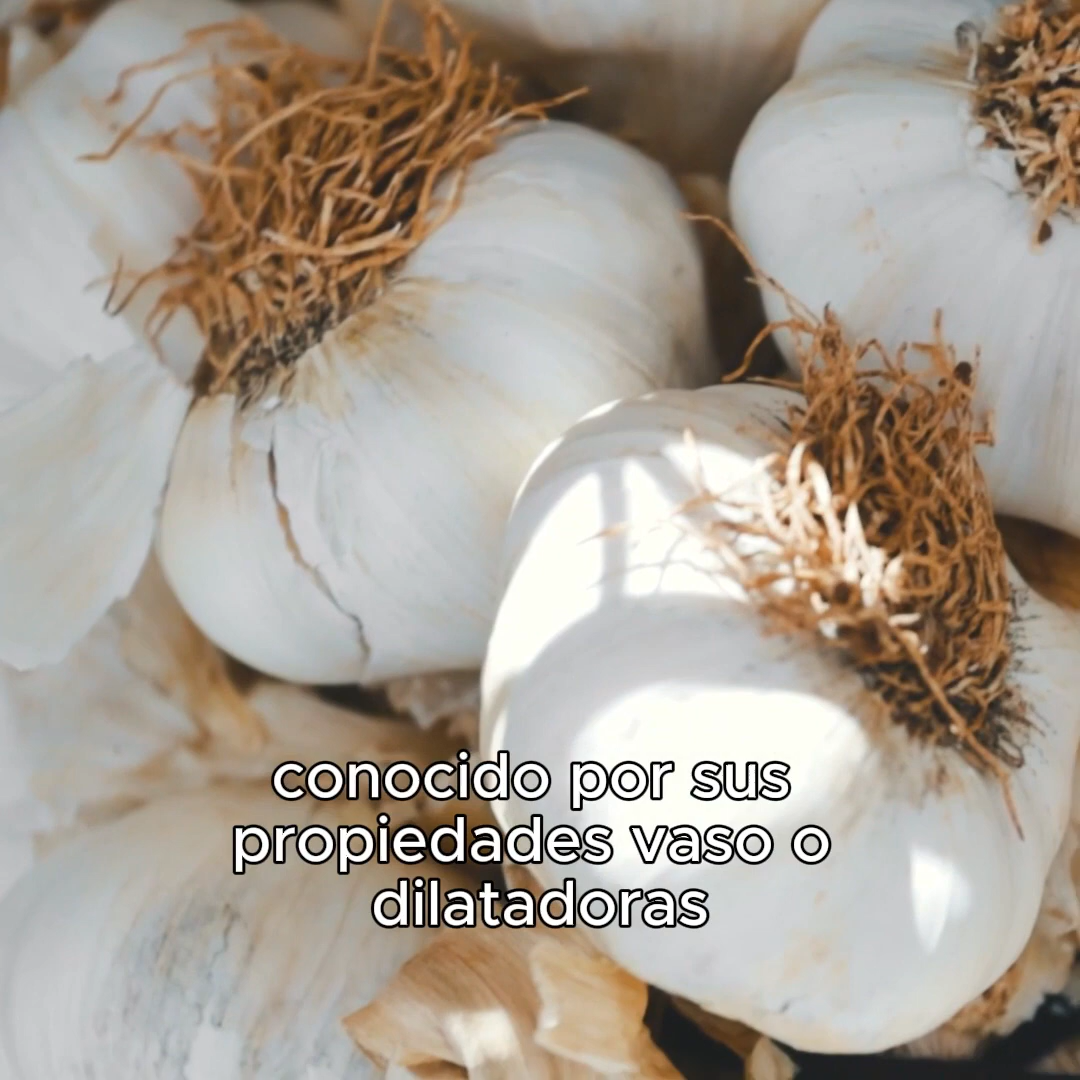 conocido por sus
propiedades vaso o
dilatadoras